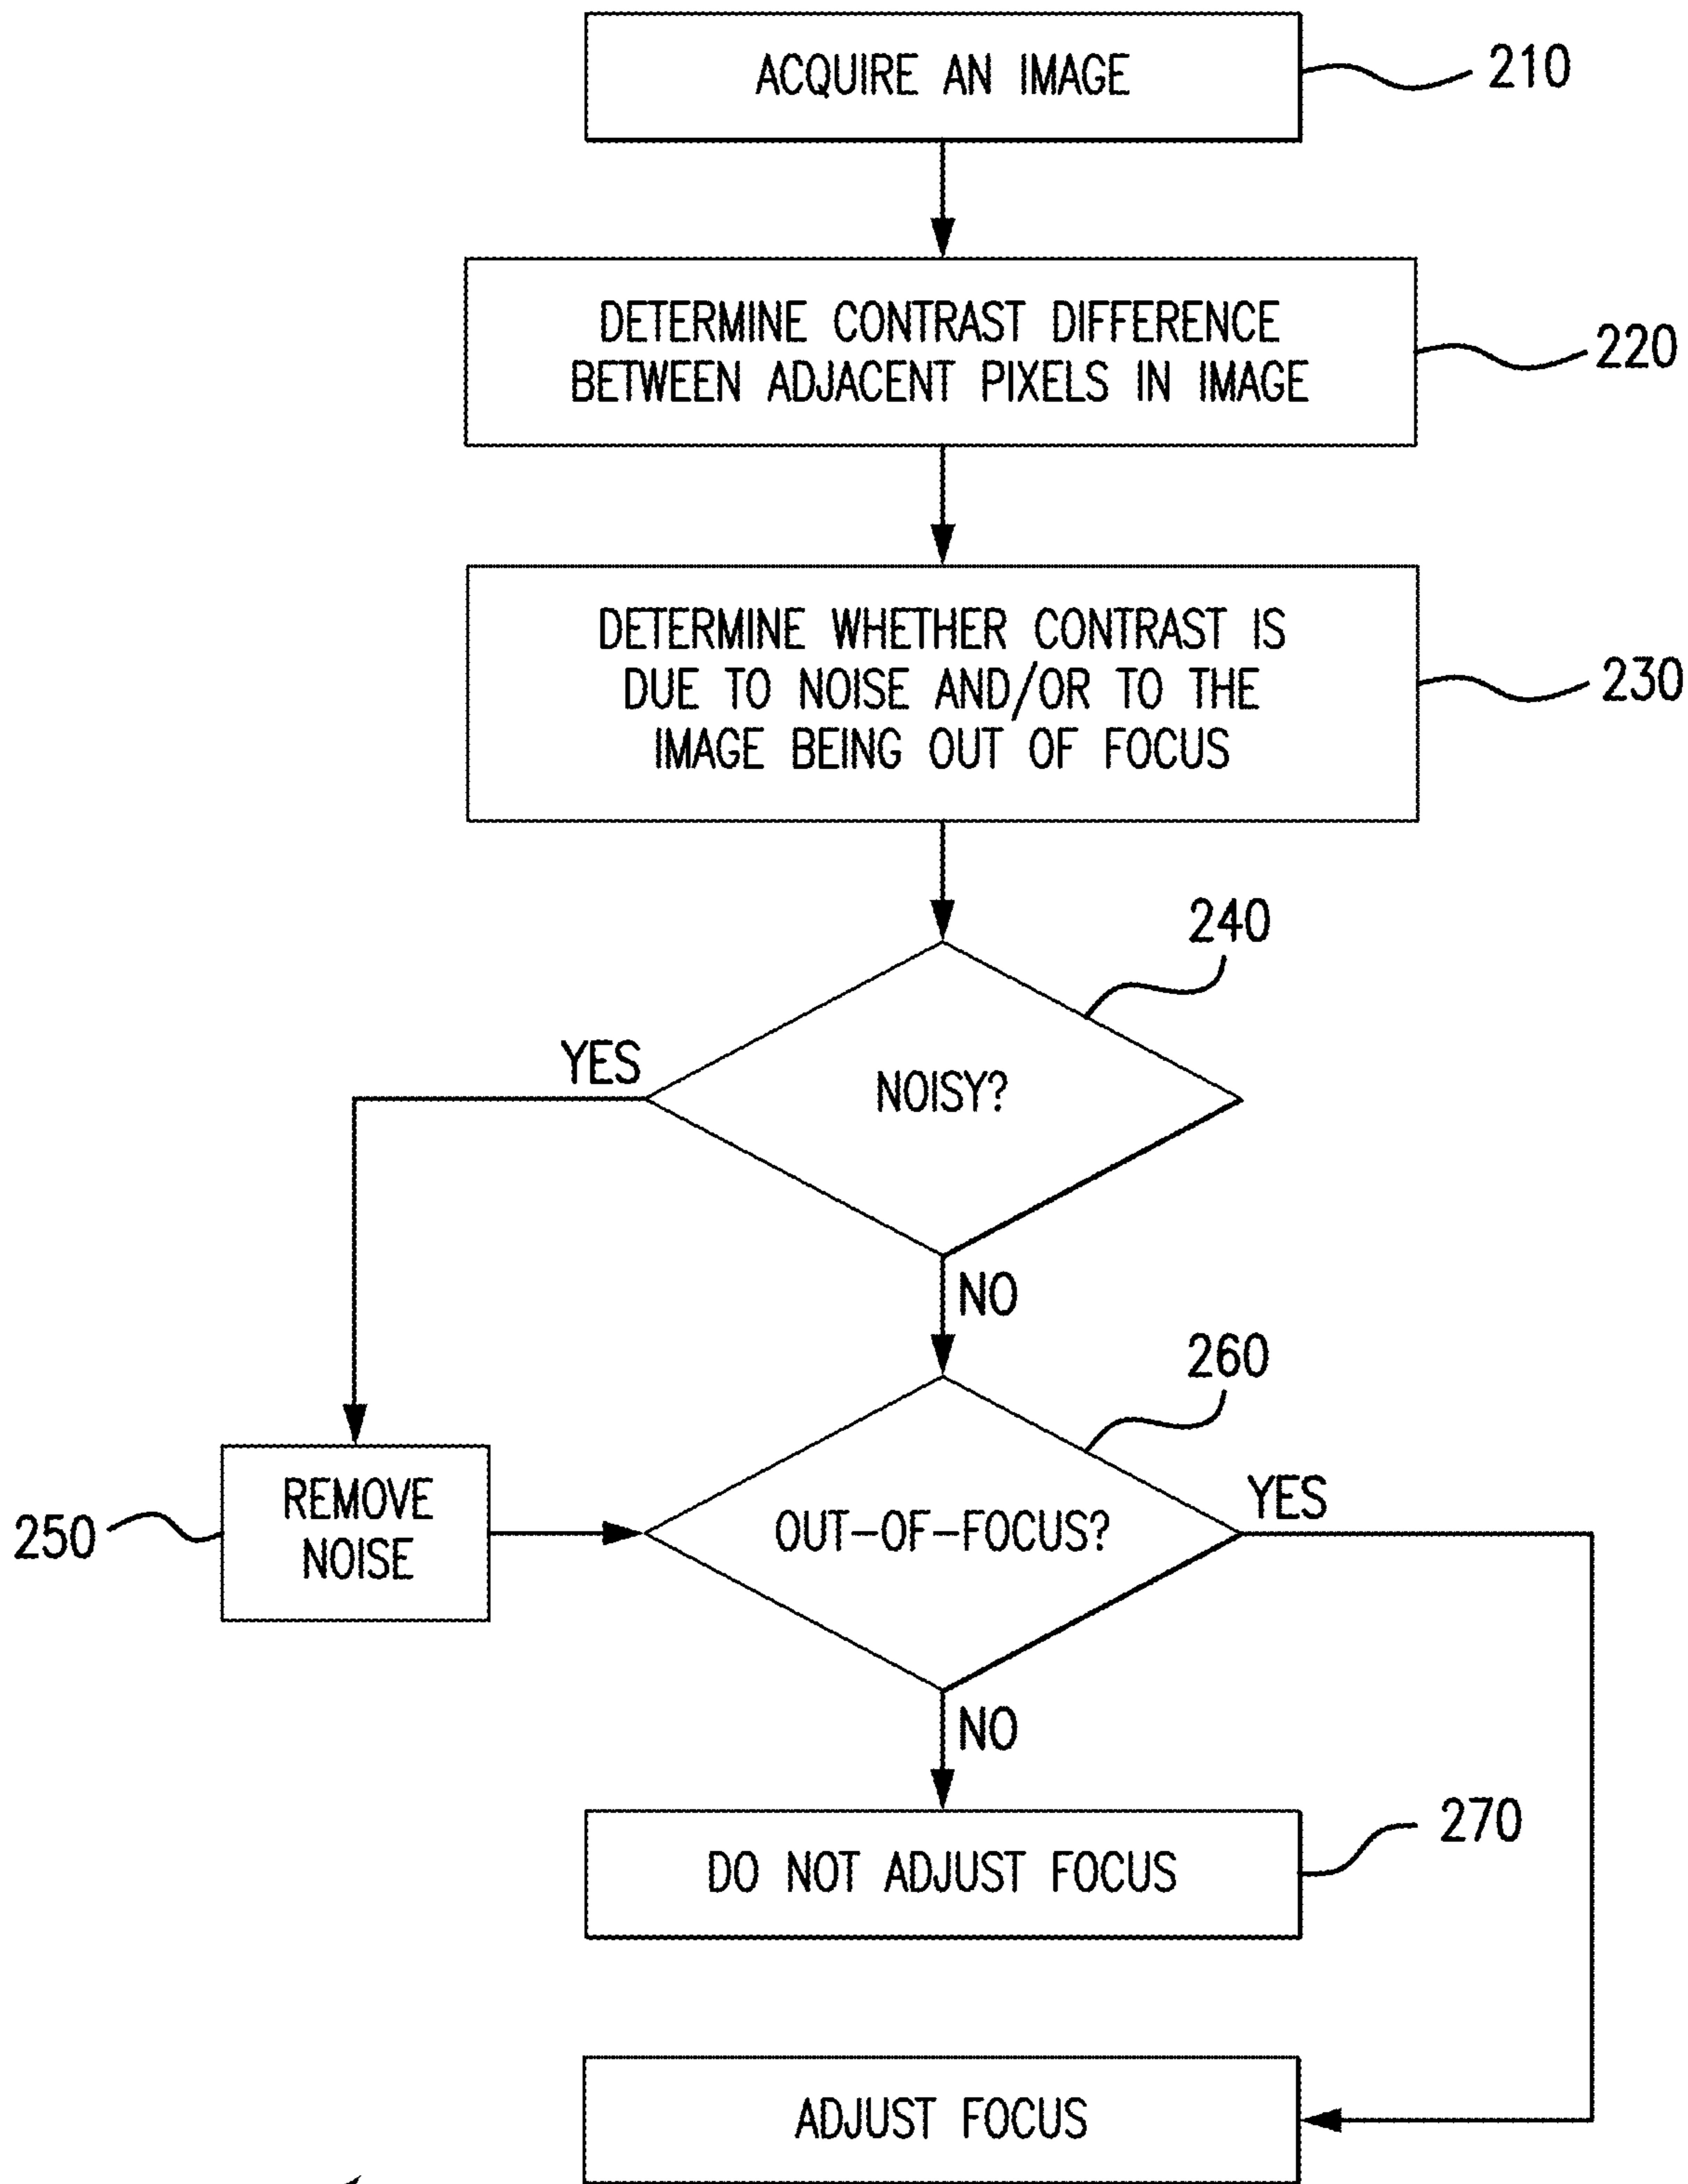 ACQUIRE AN IMAGE
210
DETERMINE CONTRAST DIFFERENCE
BETWEEN ADJACENT PIXELS IN IMAGE
220
DETERMINE WHETHER CONTRAST IS
DUE TO NOISE AND/OR TO THE
IMAGE BEING OUT OF FOCUS
230
240
YES
NOISY?
NO
260
250
REMOVE
NOISE
OUT-OF-FOCUS?
YES
NO
270
DO NOT ADJUST FOCUS
ADJUST FOCUS